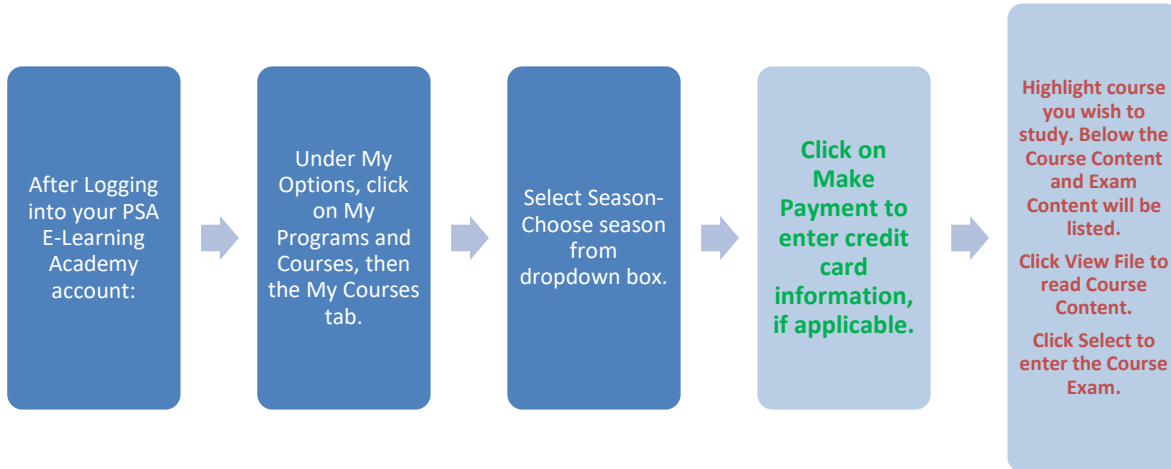 After Logging
into your PSA
E-Learning
Academy
account:
Under My
Options, click
on My
Programs and
Courses, then
the My Courses
tab.
Select Season-
Choose season
from
dropdown box.
Click on
Make
Payment to
enter credit
card
information,
if applicable.
Highlight course
you wish to
study. Below the
Course Content
and Exam
Content will be
listed.
Click View File to
read Course
Content.
Click Select to
enter the Course
Exam.